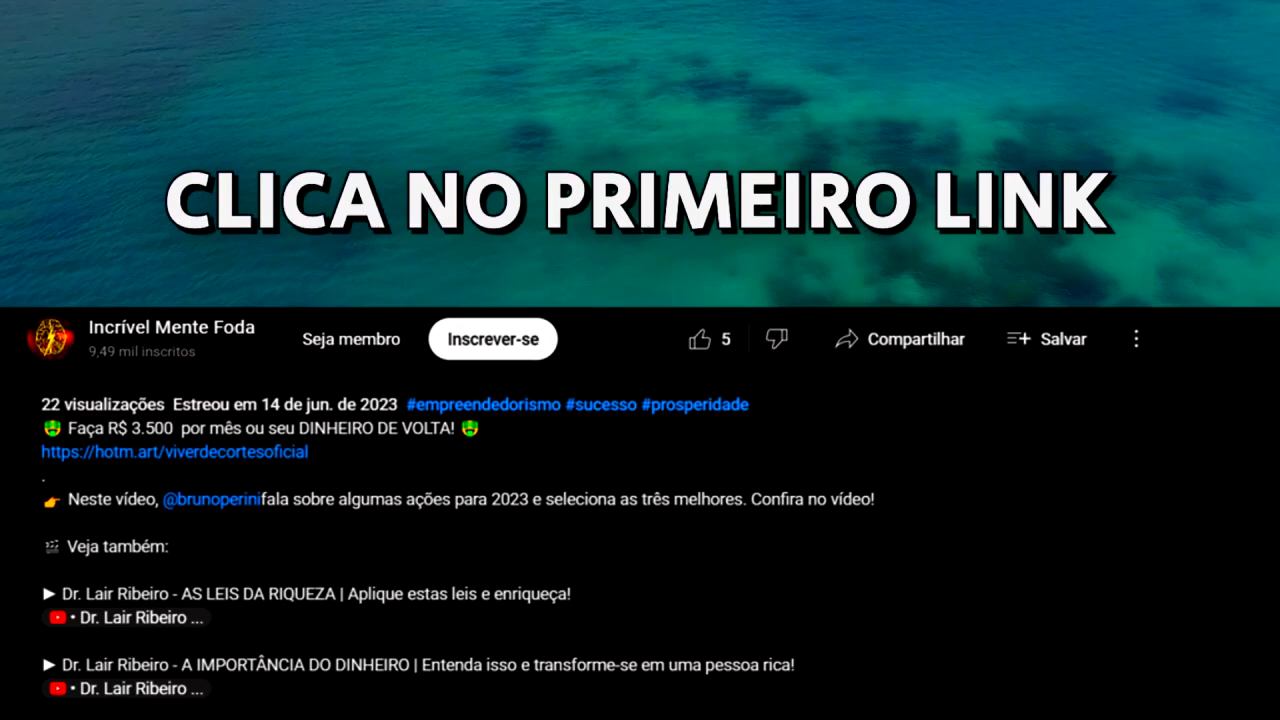 CLICA NO PRIMEIRO LINK
Incrível Mente Foda
9,49 mil inscritos
Seja membro
Inscrever-se
5
Compartilhar
Salvar
22 visualizações Estreou em 14 de jun. de 2023 #empreendedorismo #sucesso #prosperidade
🤑 Faça R$ 3.500 por mês ou seu DINHEIRO DE VOLTA! 🤑
https://hotm.art/viverdecortesoficial
.
👉 Neste vídeo, @brunoperinifala sobre algumas ações para 2023 e seleciona as três melhores. Confira no vídeo!
🎬 Veja também:
► Dr. Lair Ribeiro - AS LEIS DA RIQUEZA | Aplique estas leis e enriqueça!
• Dr. Lair Ribeiro ...
► Dr. Lair Ribeiro - A IMPORTÂNCIA DO DINHEIRO | Entenda isso e transforme-se em uma pessoa rica!
• Dr. Lair Ribeiro ...